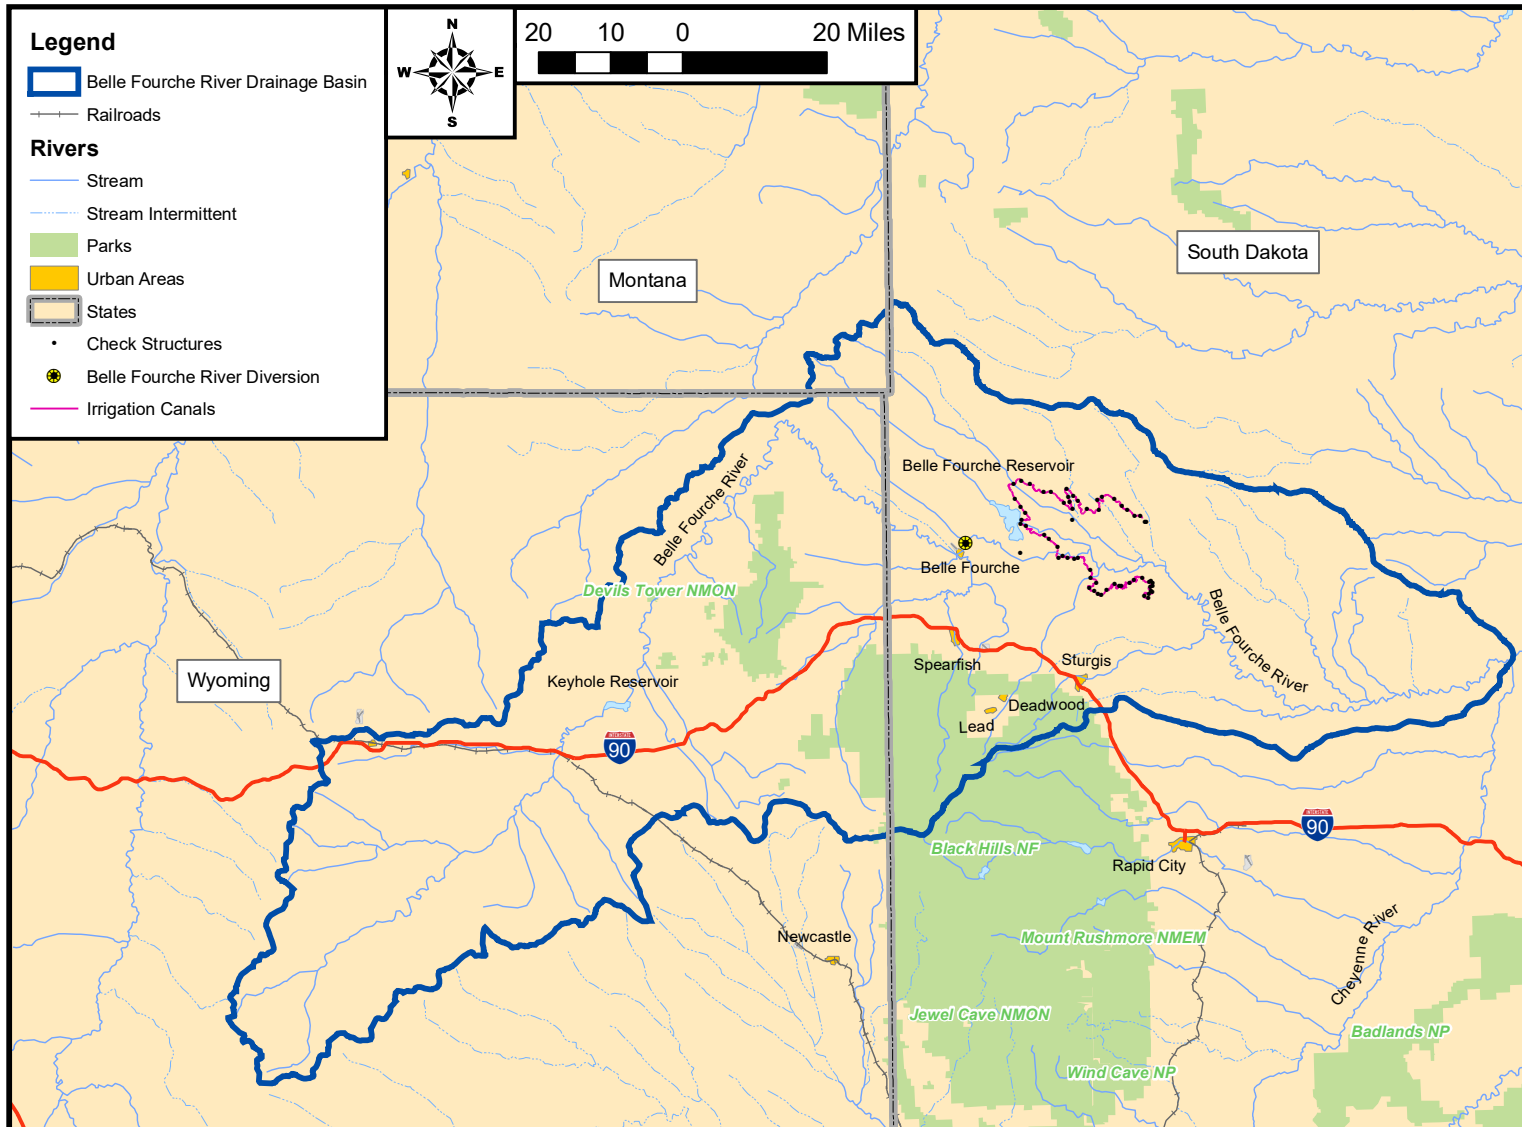 Legend
Belle Fourche River Drainage Basin
Railroads
Rivers
Stream
Stream Intermittent
Parks
Urban Areas
States
Check Structures
Belle Fourche River Diversion
Irrigation Canals
N
W E
S
20 10 0 20 Miles
Montana
South Dakota
Wyoming
Belle Fourche River
Belle Fourche Reservoir
Belle Fourche
Devils Tower NMON
Belle Fourche River
Spearfish
Sturgis
Keyhole Reservoir
Deadwood
Lead
INTERSTATE
90
INTERSTATE
90
Black Hills NF
Rapid City
Newcastle
Mount Rushmore NMEM
Cheyenne River
Jewel Cave NMON
Badlands NP
Wind Cave NP